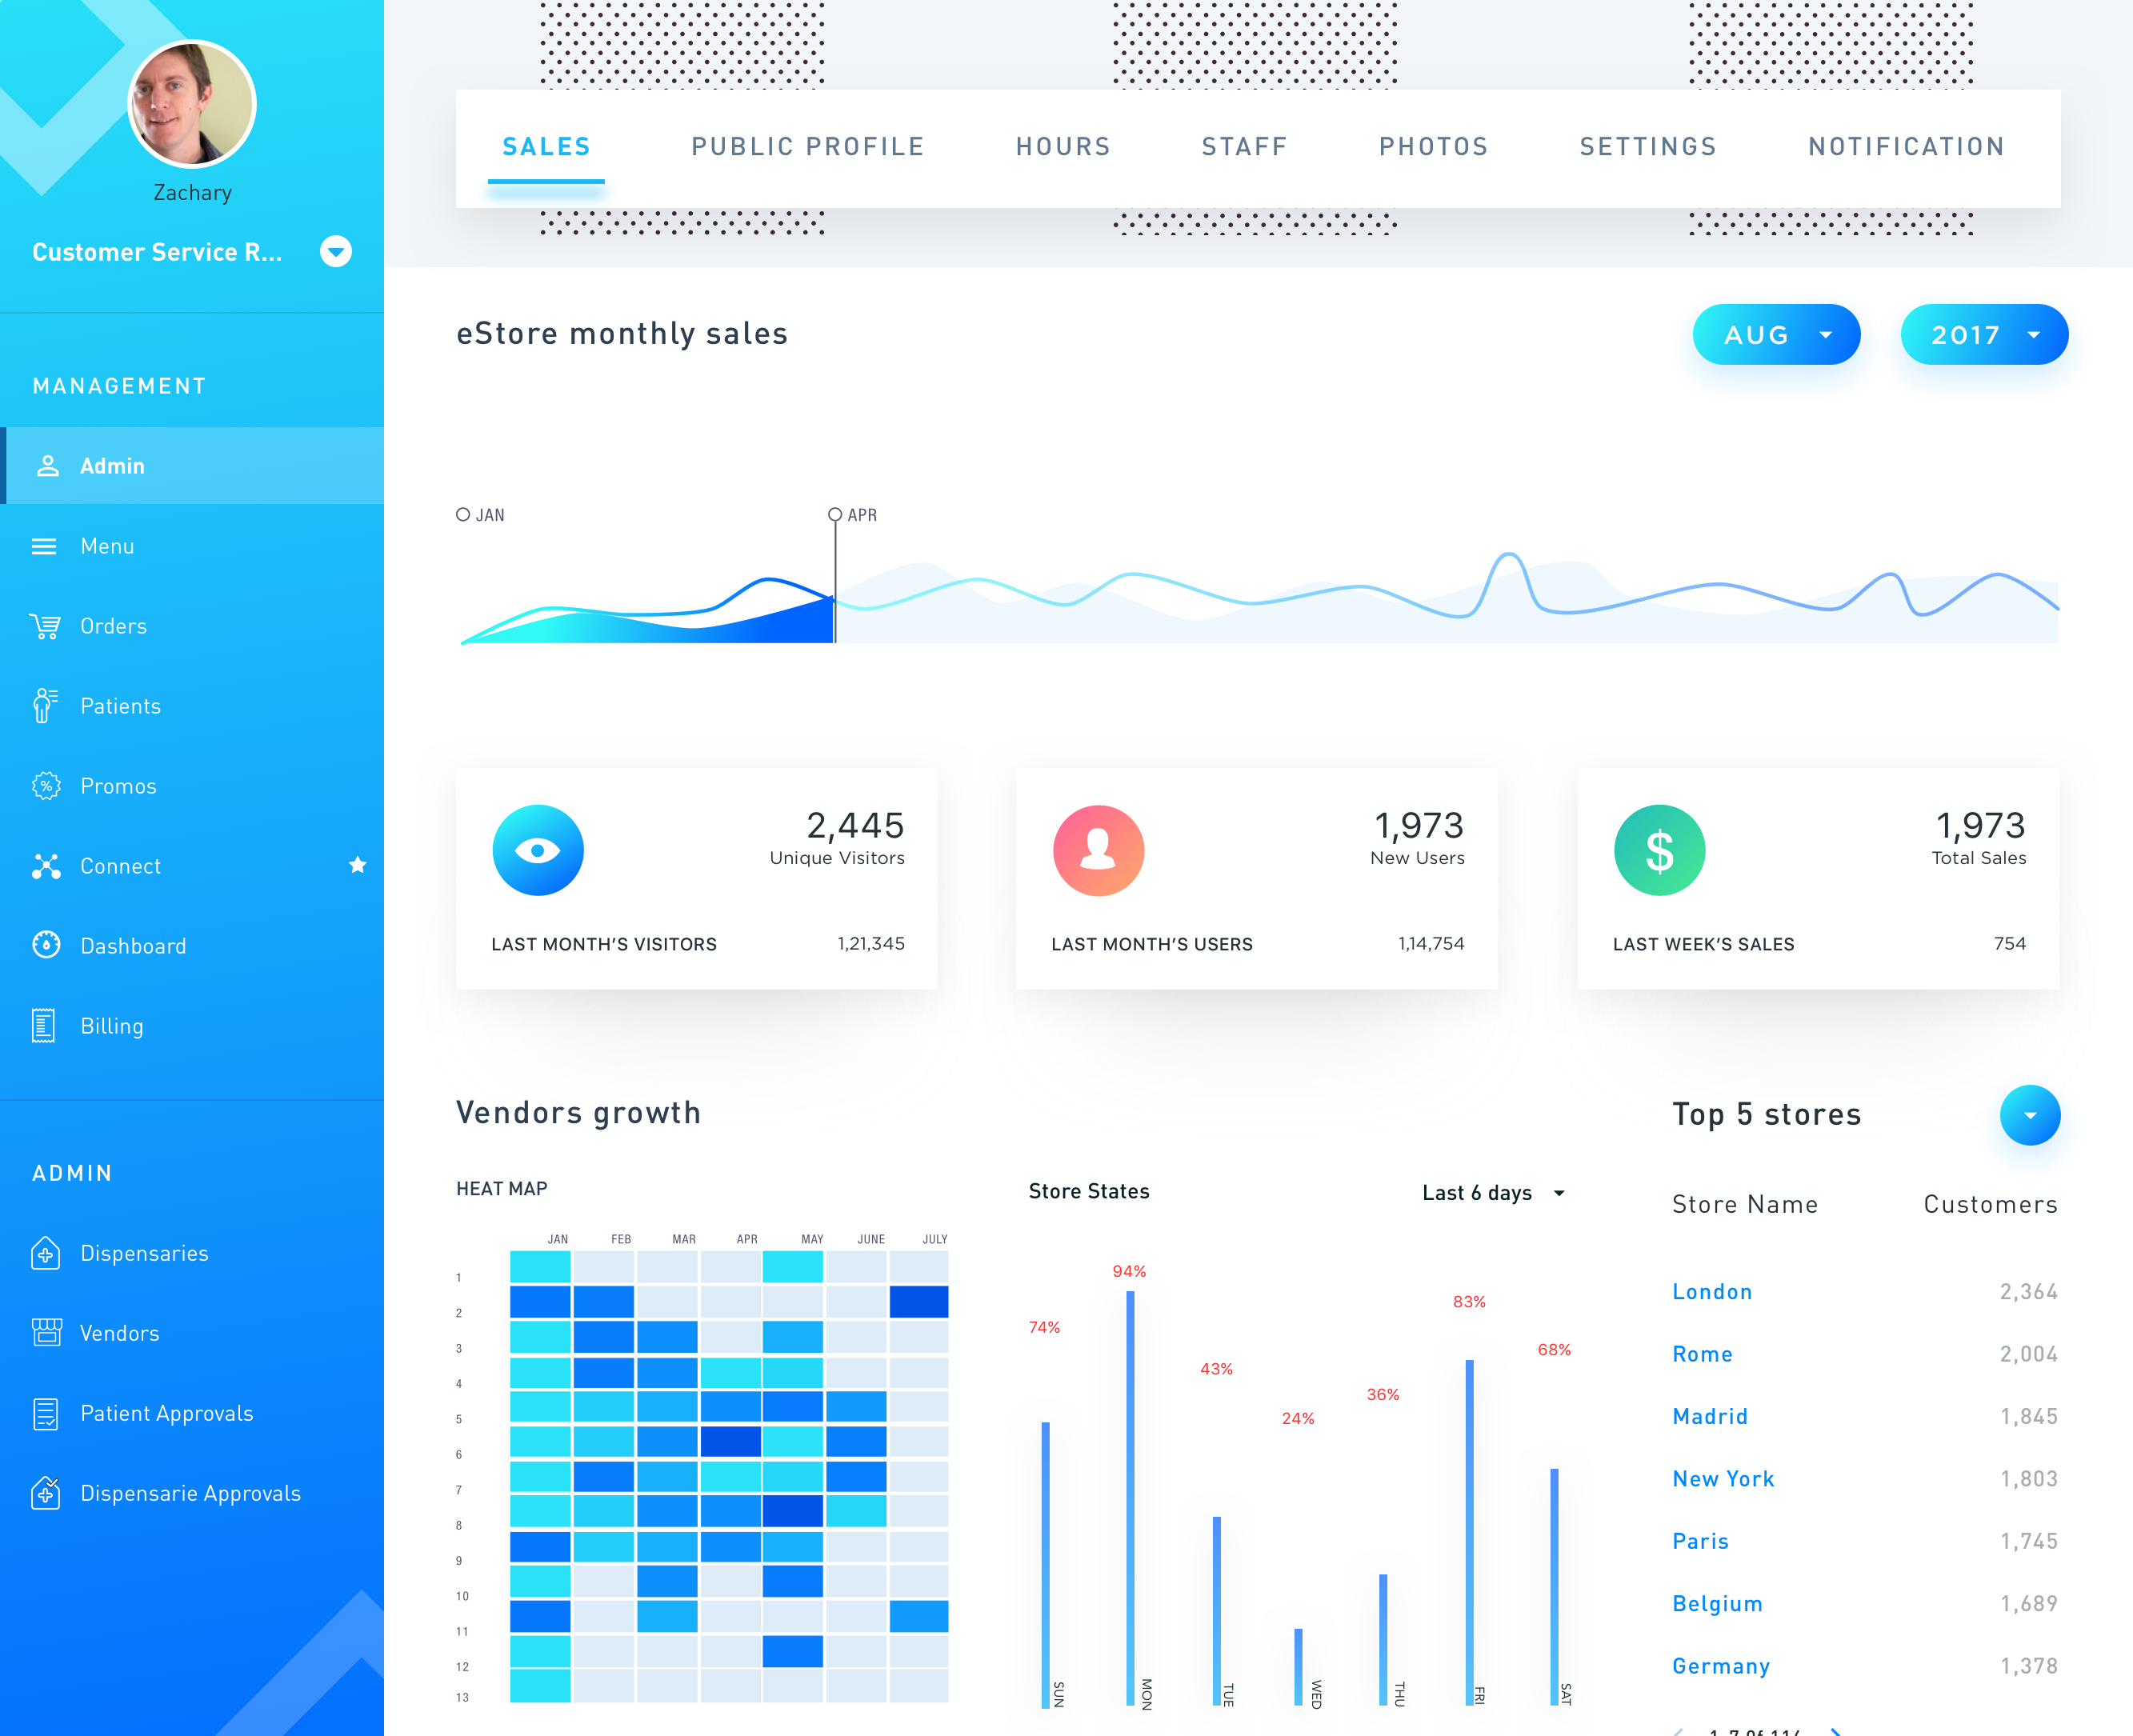 Zachary
Customer Service R...
MANAGEMENT
Admin
Menu
Orders
Patients
Promos
Connect
Dashboard
Billing
ADMIN
Dispensaries
Vendors
Patient Approvals
Dispensarie Approvals
SALES PUBLIC PROFILE HOURS STAFF PHOTOS SETTINGS NOTIFICATION
eStore monthly sales
AUG 2017
JAN APR
2,445
Unique Visitors
LAST MONTH'S VISITORS 1,21,345
1,973
New Users
LAST MONTH'S USERS 1,14,754
$
1,973
Total Sales
LAST WEEK'S SALES 754
Vendors growth
HEAT MAP
JAN FEB MAR APR MAY JUNE JULY
1
2
3
4
5
6
7
8
9
10
11
12
13
Store States Last 6 days
74% 94% 43% 24% 36% 83% 68%
SUN MON TUE WED THU FRI SAT
Top 5 stores
Store Name Customers
London 2,364
Rome 2,004
Madrid 1,845
New York 1,803
Paris 1,745
Belgium 1,689
Germany 1,378